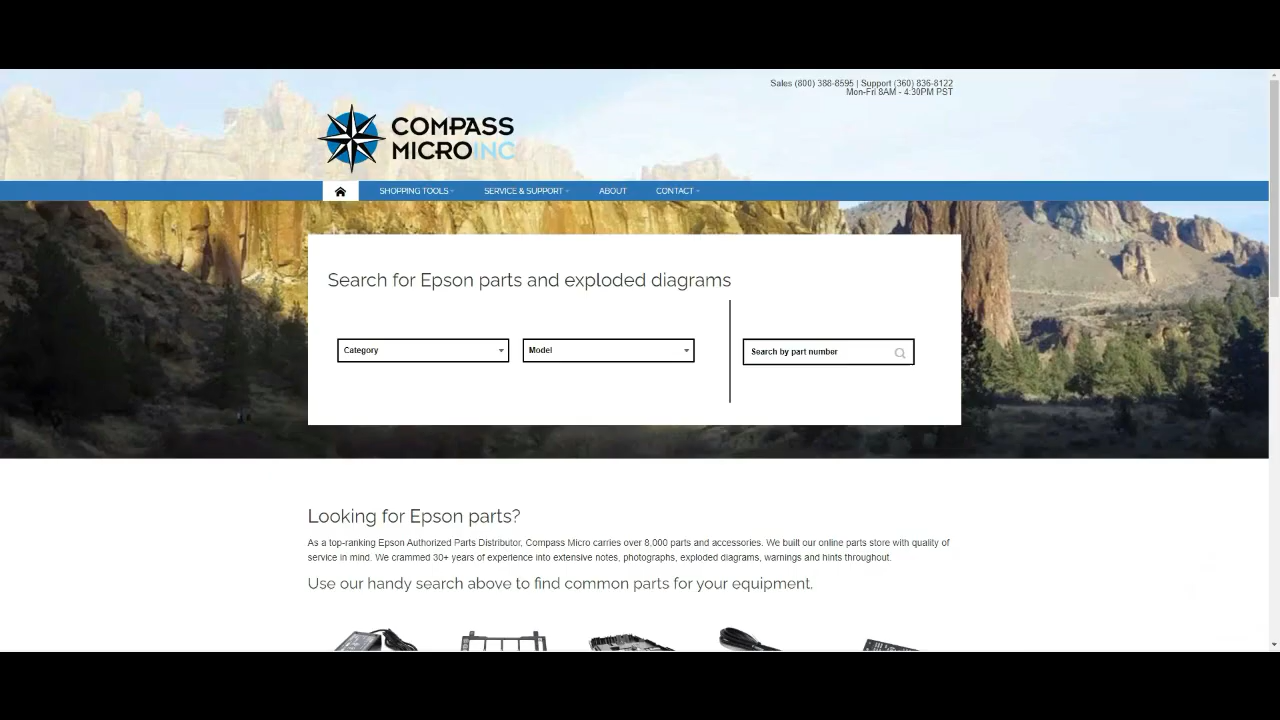 Sales (800) 388-8595 | Support (360) 836-8122
Mon-Fri 8AM - 4:30PM PST
COMPASS
MICROINC
SHOPPING TOOLS SERVICE & SUPPORT ABOUT CONTACT
Search for Epson parts and exploded diagrams
Category Model Search by part number
Looking for Epson parts?
As a top-ranking Epson Authorized Parts Distributor, Compass Micro carries over 8,000 parts and accessories. We built our online parts store with quality of
service in mind. We crammed 30+ years of experience into extensive notes, photographs, exploded diagrams, warnings and hints throughout.
Use our handy search above to find common parts for your equipment.